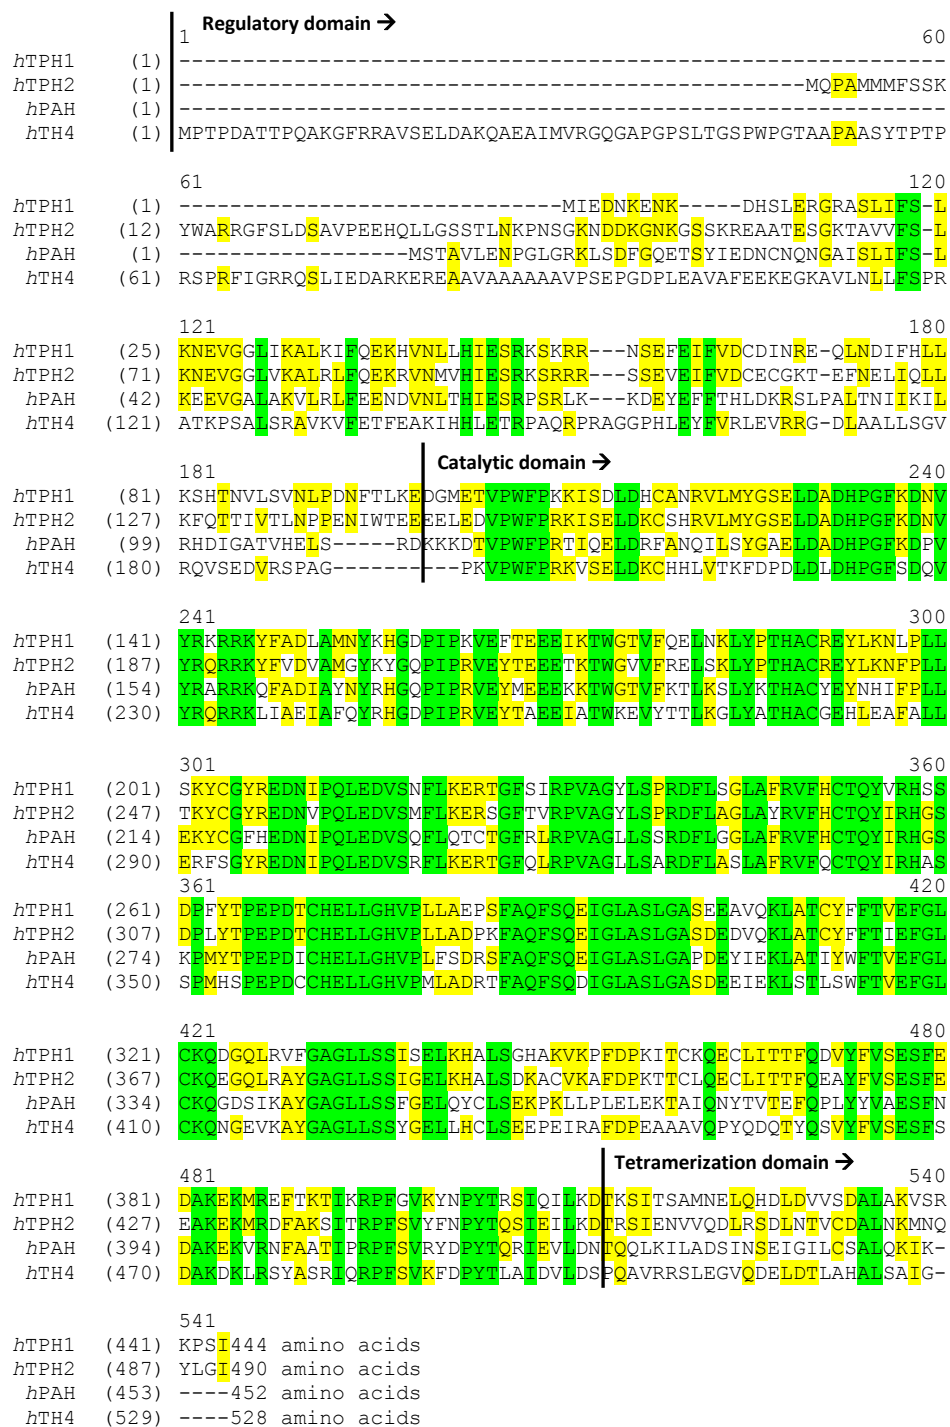 Regulatory domain →
1 60
hTPH1 (1) ------------------------------------------------------------
hTPH2 (1) -------------------------------------------------MQPAMMMFSSK
hPAH (1) ------------------------------------------------------------
hTH4 (1) MPTPDATTPQAKGFRRAVSELDAKQAEAIMVRGQGAPGPSLTGSPWPGTAAPAASYTPTP
61 120
hTPH1 (1) ------------------------------MIEDNKENK-----DHSLERGRASLIFS-L
hTPH2 (12) YWARRGFSLDSAVPEEHQLLGSSTLNKPNSGKNDDKGNKGSSKREAATESGKTAVVFS-L
hPAH (1) ------------------MSTAVLENPGLGRKLSDFGQETSYIEDNCNQNGAISLIFS-L
hTH4 (61) RSPRFIGRRQSLIEDARKEREAAVAAAAAAVPSEPGDPLEAVAFEEKEGKAVLNLLFSPR
121 180
hTPH1 (25) KNEVGGLIKALKIFQEKHVNLLHIESRKSKRR---NSEFEIFVDCDINRE-QLNDIFHLL
hTPH2 (71) KNEVGGLVKALRLFQEKRVNMVHIESRKSRRR---SSEVEIFVDCECGKT-EFNELIQLL
hPAH (42) KEEVGALAKVLRLFEENDVNLTHIESRPSRLK---KDEYEFFTHLDKRSLPALTNIIKIL
hTH4 (121) ATKPSALSRAVKVFETFEAKIHHLETRPAQRPRAGGPHLEYFVRLEVRRG-DLAALLSGV
Catalytic domain →
181 240
hTPH1 (81) KSHTNVLSVNLPDNFTLKEDGMETVPWFPKKISDLDHCANRVLMYGSELDADHPGFKDNV
hTPH2 (127) KFQTTIVTLNPPENIWTEEEELEDVPWFPRKISELDKCSHRVLMYGSELDADHPGFKDNV
hPAH (99) RHDIGATVHELS-----RDKKKDTVPWFPRTIQELDRFANQILSYGAELDADHPGFKDPV
hTH4 (180) RQVSEDVRSPAG----------PKVPWFPRKVSELDKCHHLVTKFDPDLDLDHPGFSDQV
241 300
hTPH1 (141) YRKRRKYFADLAMNYKHGDPIPKVEFTEEEIKTWGTVFQELNKLYPTHACREYLKNLPLL
hTPH2 (187) YRQRRKYFVDVAMGYKYGQPIPRVEYTEEETKTWGVVFRELSKLYPTHACREYLKNFPLL
hPAH (154) YRARRKQFADIAYNYRHGQPIPRVEYMEEEKKTWGTVFKTLKSLYKTHACYEYNHIFPLL
hTH4 (230) YRQRRKLIAEIAFQYRHGDPIPRVEYTAEEIATWKEVYTTLKGLYATHACGEHLEAFALL
301 360
hTPH1 (201) SKYCGYREDNIPQLEDVSNFLKERTGFSIRPVAGYLSPRDFLSGLAFRVFHCTQYVRHSS
hTPH2 (247) TKYCGYREDNVPQLEDVSMFLKERSGFTVRPVAGYLSPRDFLAGLAYRVFHCTQYIRHGS
hPAH (214) EKYCGFHEDNIPQLEDVSQFLQTCTGFRLRPVAGLLSSRDFLGGLAFRVFHCTQYIRHGS
hTH4 (290) ERFSGYREDNIPQLEDVSRFLKERTGFQLRPVAGLLSARDFLASLAFRVFQCTQYIRHAS
361 420
hTPH1 (261) DPFYTPEPDTCHELLGHVPLLAEPSFAQFSQEIGLASLGASEEAVQKLATCYFFTVEFGL
hTPH2 (307) DPLYTPEPDTCHELLGHVPLLADPKFAQFSQEIGLASLGASDEDVQKLATCYFFTIEFGL
hPAH (274) KPMYTPEPDICHELLGHVPLFSDRSFAQFSQEIGLASLGAPDEYIEKLATIYWFTVEFGL
hTH4 (350) SPMHSPEPDCCHELLGHVPMLADRTFAQFSQDIGLASLGASDEEIEKLSTLSWFTVEFGL
421 480
hTPH1 (321) CKQDGQLRVFGAGLLSSISELKHALSGHAKVKPFDPKITCKQECLITTFQDVYFVSESFE
hTPH2 (367) CKQEGQLRAYGAGLLSSIGELKHALSDKACVKAFDPKTTCLQECLITTFQEAYFVSESFE
hPAH (334) CKQGDSIKAYGAGLLSSFGELQYCLSEKPKLLPLELEKTAIQNYTVTEFQPLYYVAESFN
hTH4 (410) CKQNGEVKAYGAGLLSSYGELLHCLSEEPEIRAFDPEAAAVQPYQDQTYQSVYFVSESFS
Tetramerization domain →
481 540
hTPH1 (381) DAKEKMREFTKTIKRPFGVKYNPYTRSIQILKDTKSITSAMNELQHDLDVVSDALAKVSR
hTPH2 (427) EAKEKMRDFAKSITRPFSVYFNPYTQSIEILKDTRSIENVVQDLRSDLNTVCDALNKMNQ
hPAH (394) DAKEKVRNFAATIPRPFSVRYDPYTQRIEVLDNTQQLKILADSINSEIGILCSALQKIK-
hTH4 (470) DAKDKLRSYASRIQRPFSVKFDPYTLAIDVLDSPQAVRRSLEGVQDELDTLAHALSAIG-
541
hTPH1 (441) KPSI444 amino acids
hTPH2 (487) YLGI490 amino acids
hPAH (453) ----452 amino acids
hTH4 (529) ----528 amino acids